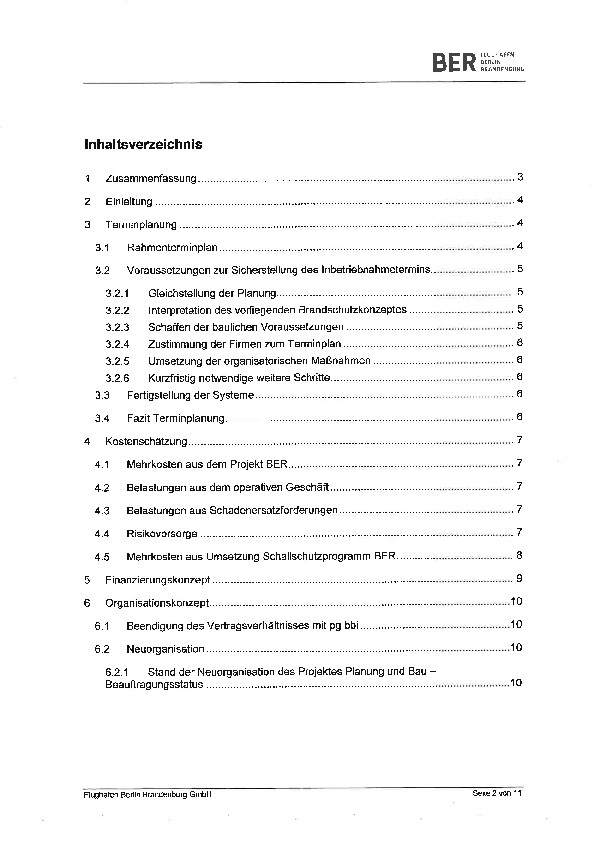 BER FLUGHAFEN
BERLIN
BRANDENBURG
Inhaltsverzeichnis
1 Zusammenfassung 3
2 Einleitung 4
3 Terminplanung 4
3.1 Rahmenterminplan 4
3.2 Voraussetzungen zur Sicherstellung des Inbetriebnahmetermins 5
3.2.1 Gleichstellung der Planung 5
3.2.2 Interpretation des vorliegenden Brandschutzkonzeptes 5
3.2.3 Schaffen der baulichen Voraussetzungen 5
3.2.4 Zustimmung der Firmen zum Terminplan 6
3.2.5 Umsetzung der organisatorischen Maßnahmen 6
3.2.6 Kurzfristig notwendige weitere Schritte 6
3.3 Fertigstellung der Systeme 6
3.4 Fazit Terminplanung 6
4 Kostenschätzung 7
4.1 Mehrkosten aus dem Projekt BER 7
4.2 Belastungen aus dem operativen Geschäft 7
4.3 Belastungen aus Schadenersatzforderungen 7
4.4 Risikovorsorge 7
4.5 Mehrkosten aus Umsetzung Schallschutzprogramm BER 8
5 Finanzierungskonzept 9
6 Organisationskonzept 10
6.1 Beendigung des Vertragsverhältnisses mit pg bbi 10
6.2 Neuorganisation 10
6.2.1 Stand der Neuorganisation des Projektes Planung und Bau –
Beauftragungsstatus 10
Flughafen Berlin Brandenburg GmbH
Seite 2 von 11